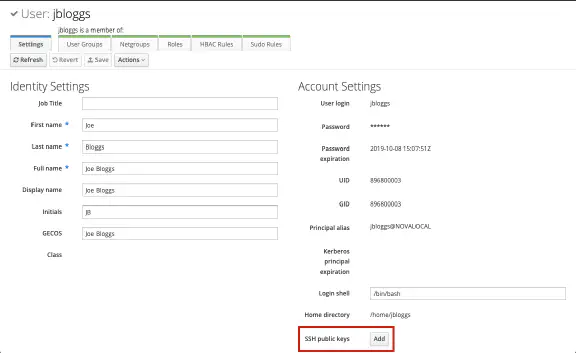 User: jbloggs
jbloggs is a member of:
Settings User Groups Netgroups Roles HBAC Rules Sudo Rules
Refresh Revert Save Actions
Identity Settings
Job Title
First name * Joe
Last name * Bloggs
Full name * Joe Bloggs
Display name Joe Bloggs
Initials JB
GECOS Joe Bloggs
Class
Account Settings
User login jbloggs
Password ******
Password expiration 2019-10-08 15:07:51Z
UID 896800003
GID 896800003
Principal alias jbloggs@NOVALOCAL
Kerberos
principal
expiration
Login shell /bin/bash
Home directory /home/jbloggs
SSH public keys Add